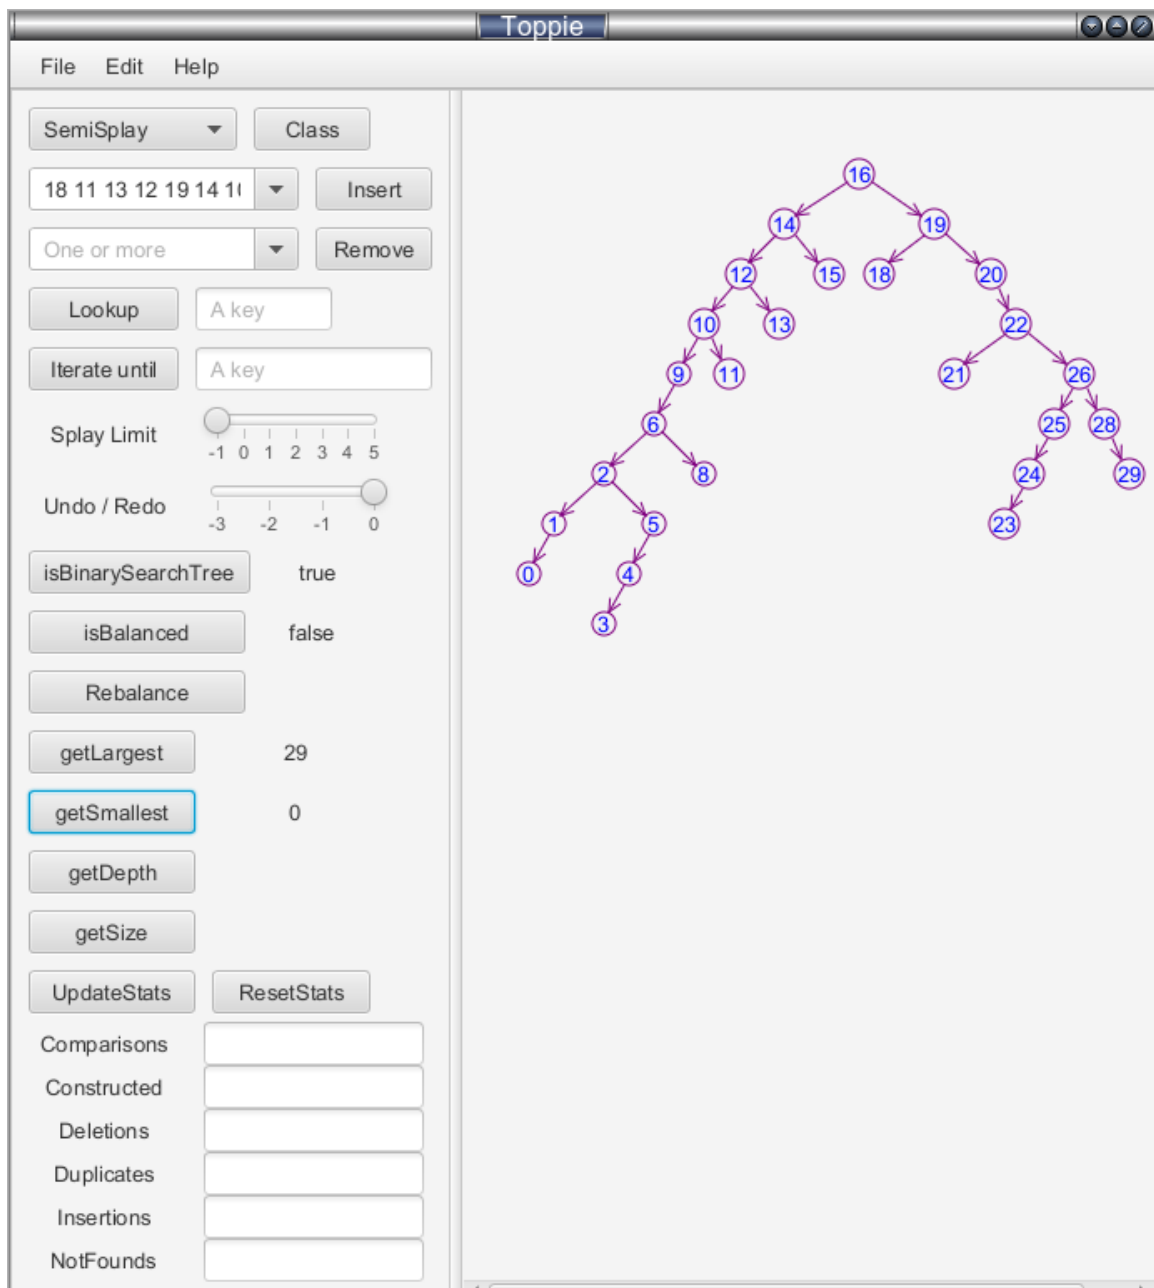 Toppie
File Edit Help
SemiSplay Class
18 11 13 12 19 14 1 Insert
One or more Remove
Lookup A key
Iterate until A key
Splay Limit
-1 0 1 2 3 4 5
Undo / Redo
-3 -2 -1 0
isBinarySearchTree true
isBalanced false
Rebalance
getLargest 29
getSmallest 0
getDepth
getSize
UpdateStats ResetStats
Comparisons
Constructed
Deletions
Duplicates
Insertions
NotFounds
16
14 19
12 15 18 20
10 13 22
9 11 21 26
6 25 28
2 8 24 29
1 5 23
0 4
3